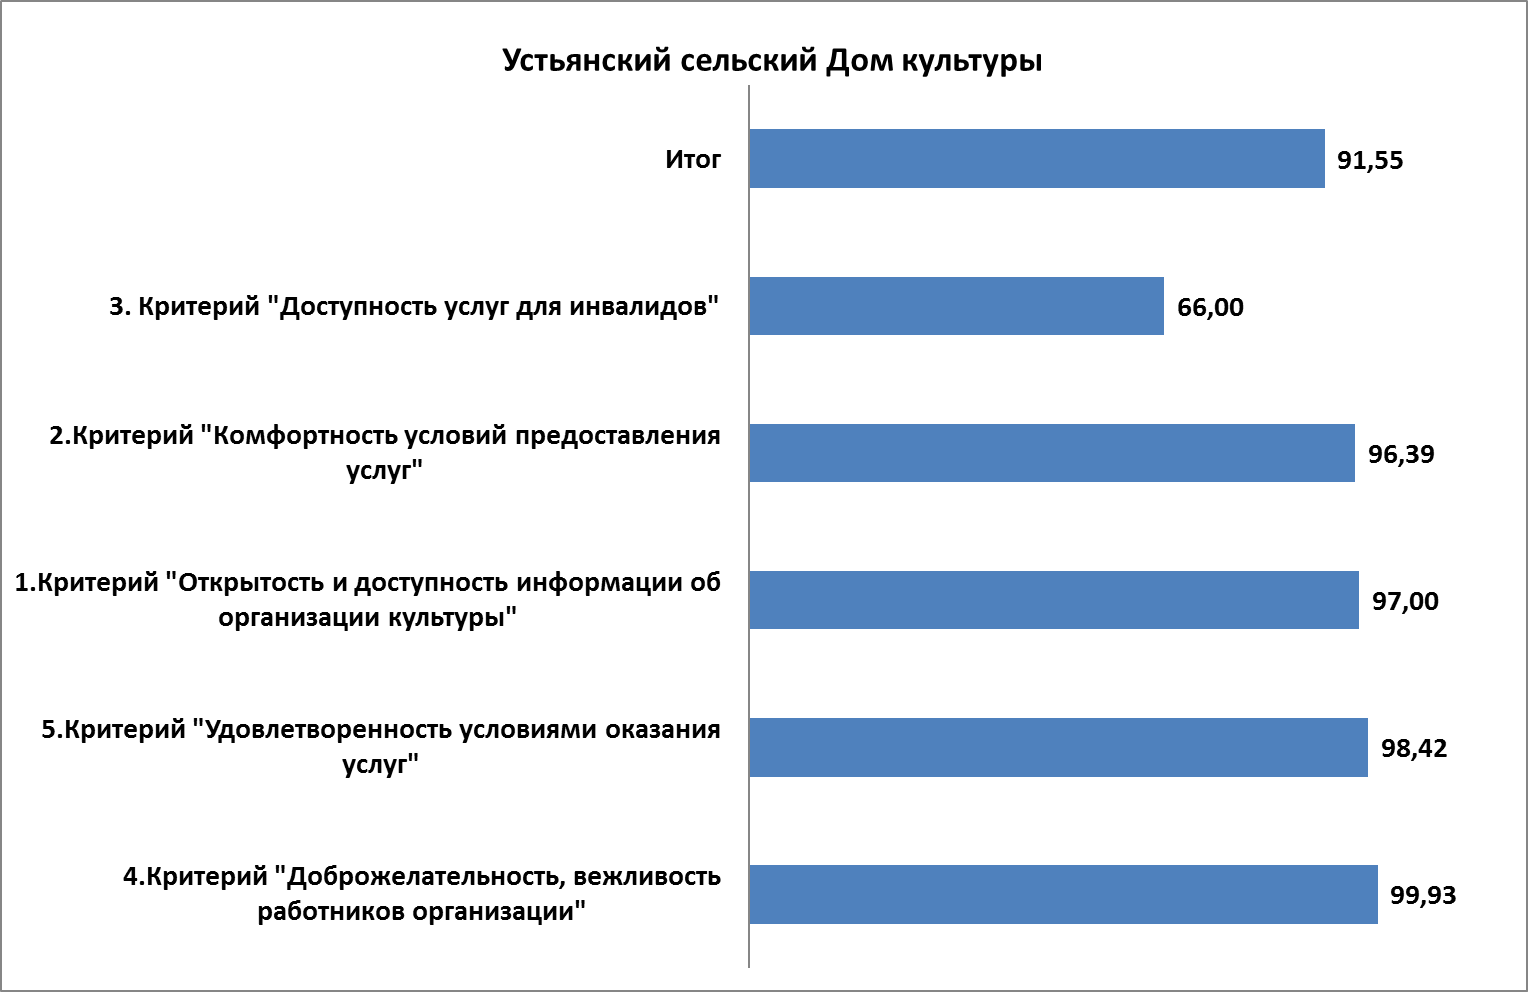 Устьянский сельский Дом культуры
Итог
91,55
3. Критерий "Доступность услуг для инвалидов"
66,00
2.Критерий "Комфортность условий предоставления
услуг"
96,39
1.Критерий "Открытость и доступность информации об
организации культуры"
97,00
5.Критерий "Удовлетворенность условиями оказания
услуг"
98,42
4.Критерий "Доброжелательность, вежливость
работников организации"
99,93